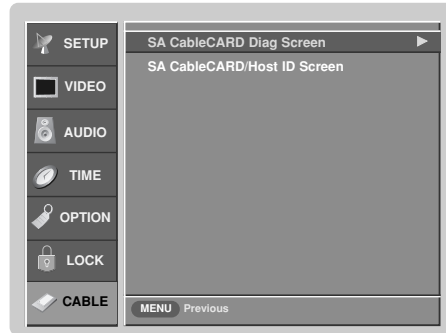 SETUP
VIDEO
AUDIO
TIME
OPTION
LOCK
CABLE
SA CableCARD Diag Screen
SA CableCARD/Host ID Screen
MENU Previous